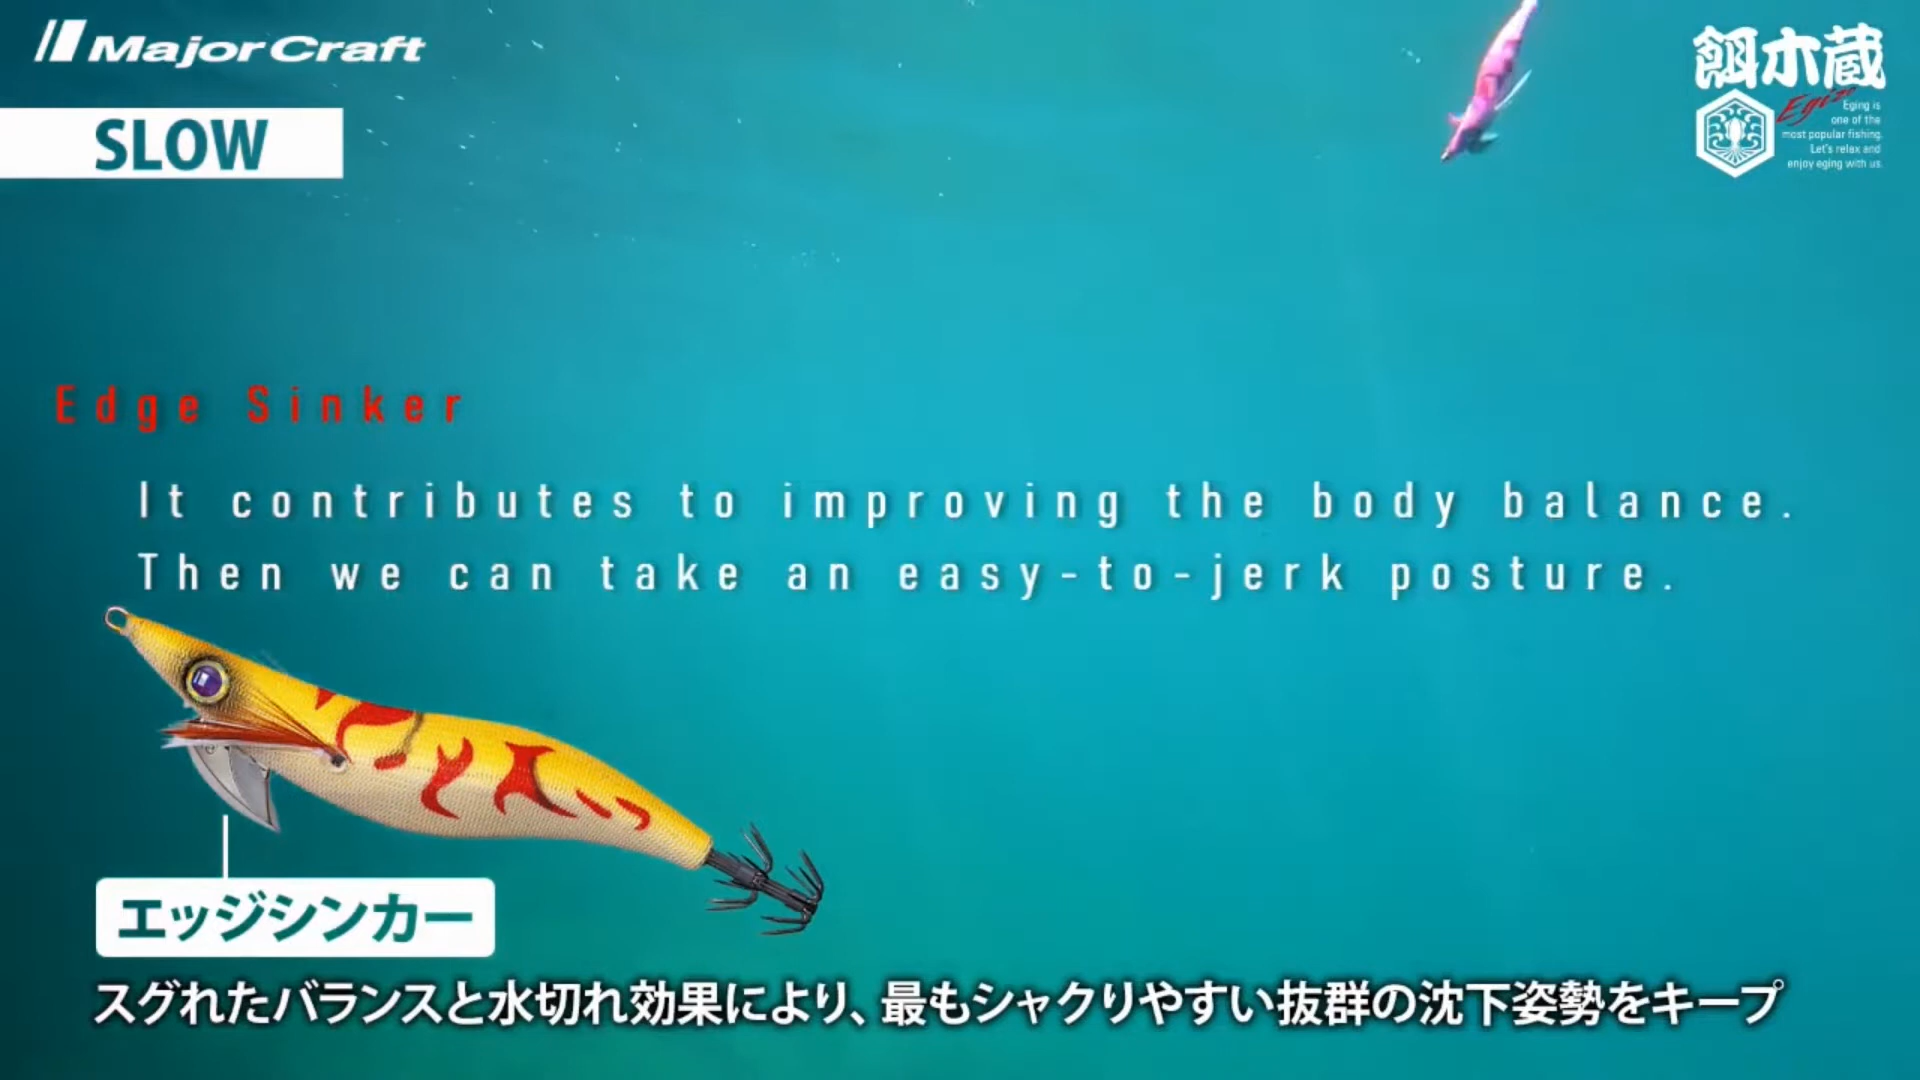 Major Craft
餌木蔵
Egizo
Eging is
one of the
most popular fishing.
Let's relax and
enjoy eging with us
SLOW
Edge Sinker
It contributes to improving the body balance.
Then we can take an easy-to-jerk posture.
エッジシンカー
スグれたバランスと水切れ効果により、最もシャクりやすい抜群の沈下姿勢をキープ